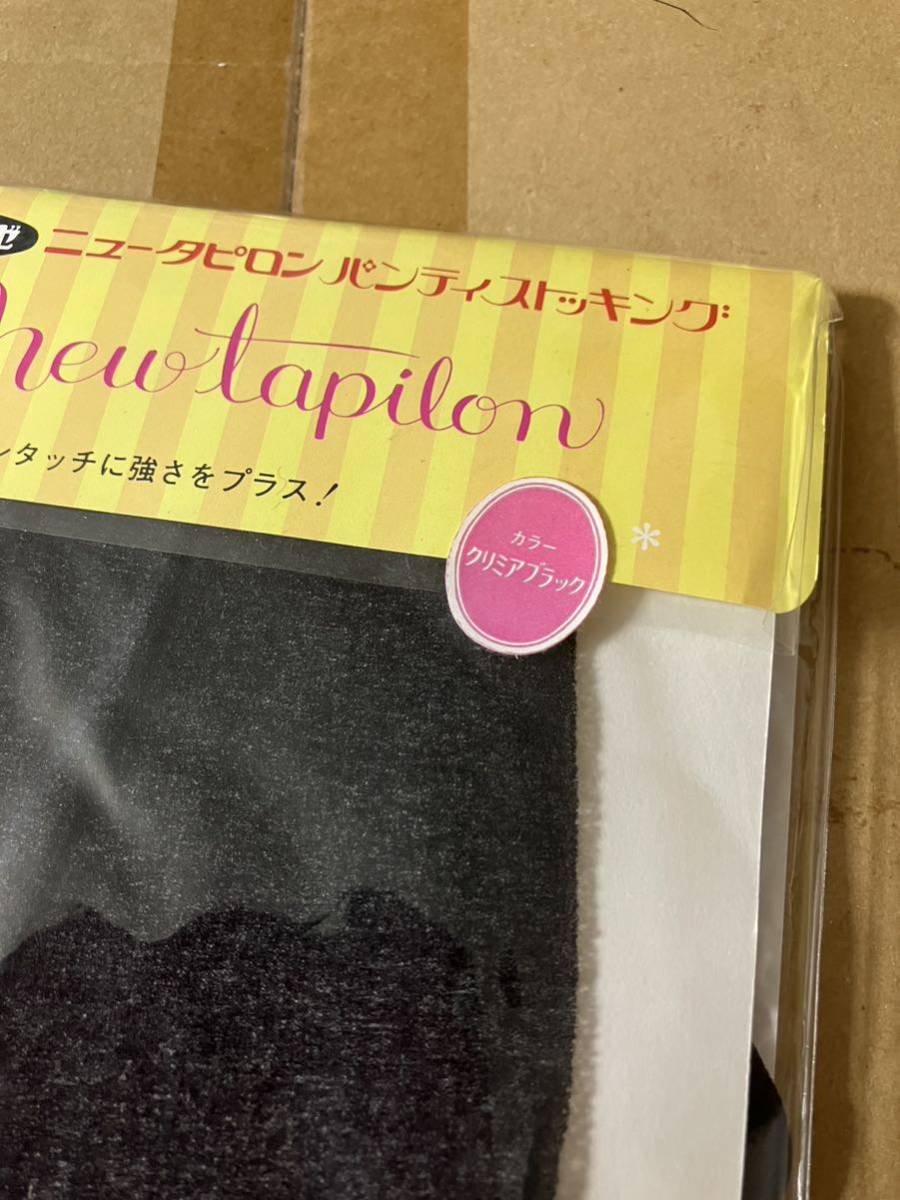 ゼ
ニュータピロン パンティストッキング
new tapilon
タッチに強さをプラス!
カラー
クリミアブラック
*